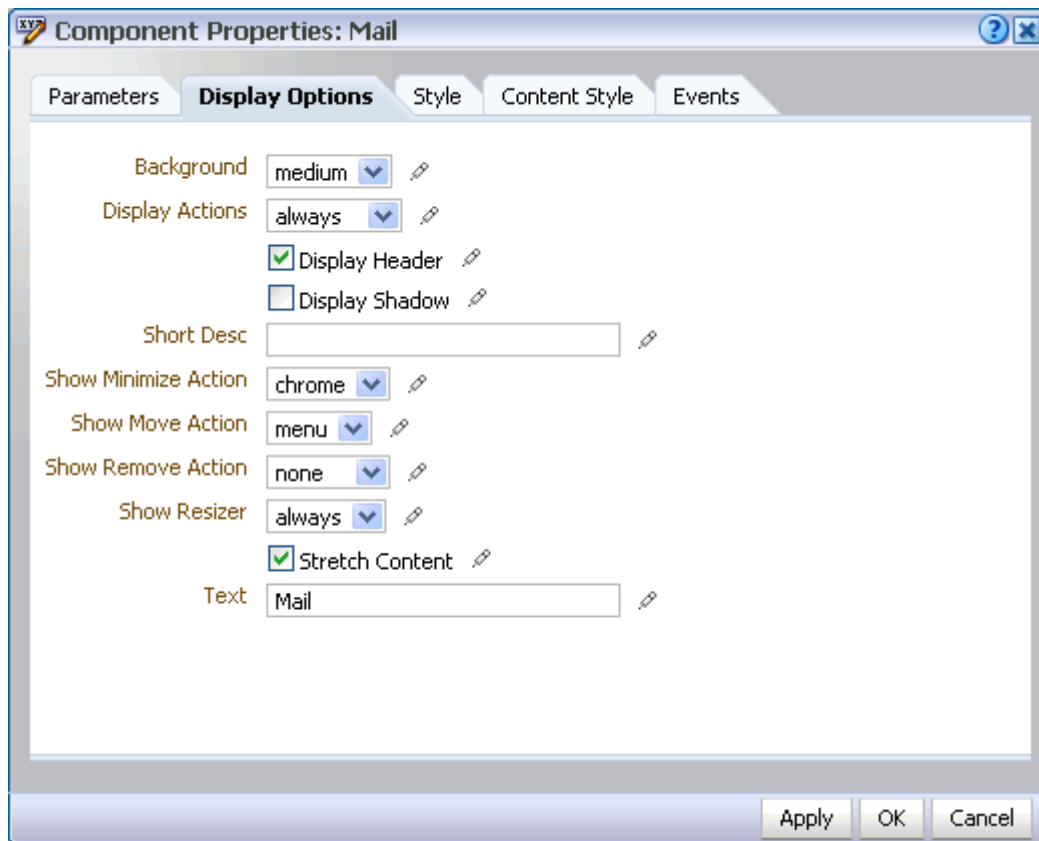 Component Properties: Mail
Parameters Display Options Style Content Style Events
Background medium
Display Actions always
Display Header
Display Shadow
Short Desc
Show Minimize Action chrome
Show Move Action menu
Show Remove Action none
Show Resizer always
Stretch Content
Text Mail
Apply OK Cancel